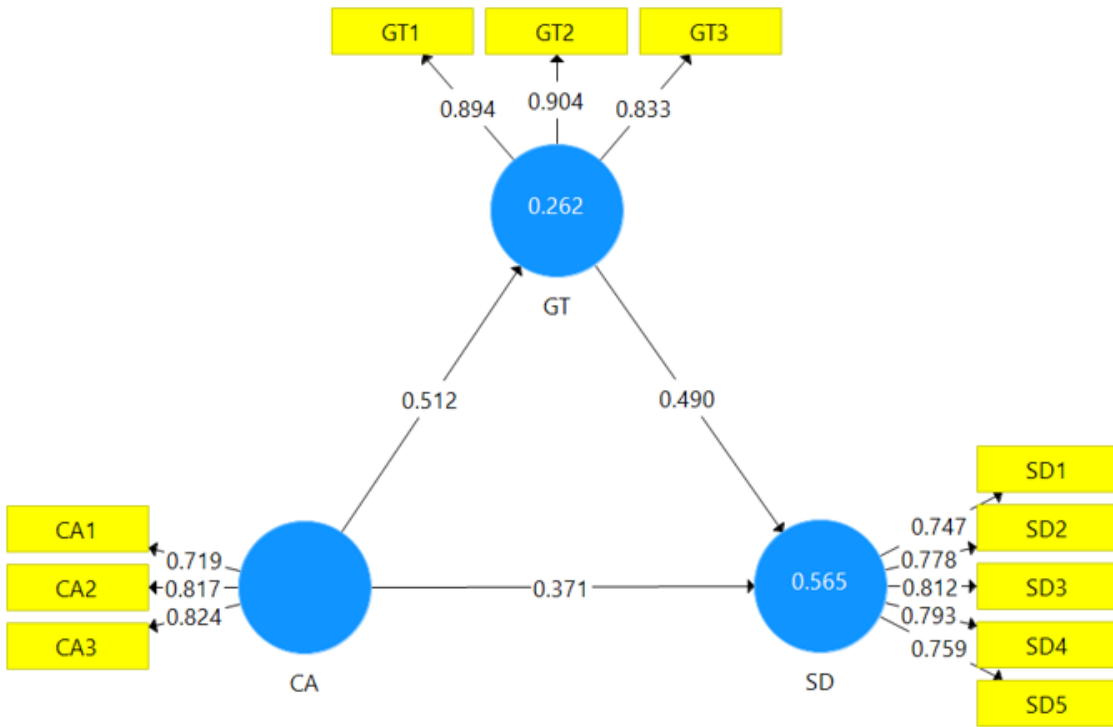 GT1 GT2 GT3
0.894 0.904 0.833
0.262
GT
0.512 0.490
SD1
CA1 0.747 SD2
0.719 0.778
CA2 0.817 0.371 0.565 0.812 SD3
0.824 0.793
CA3 0.759 SD4
CA SD
SD5